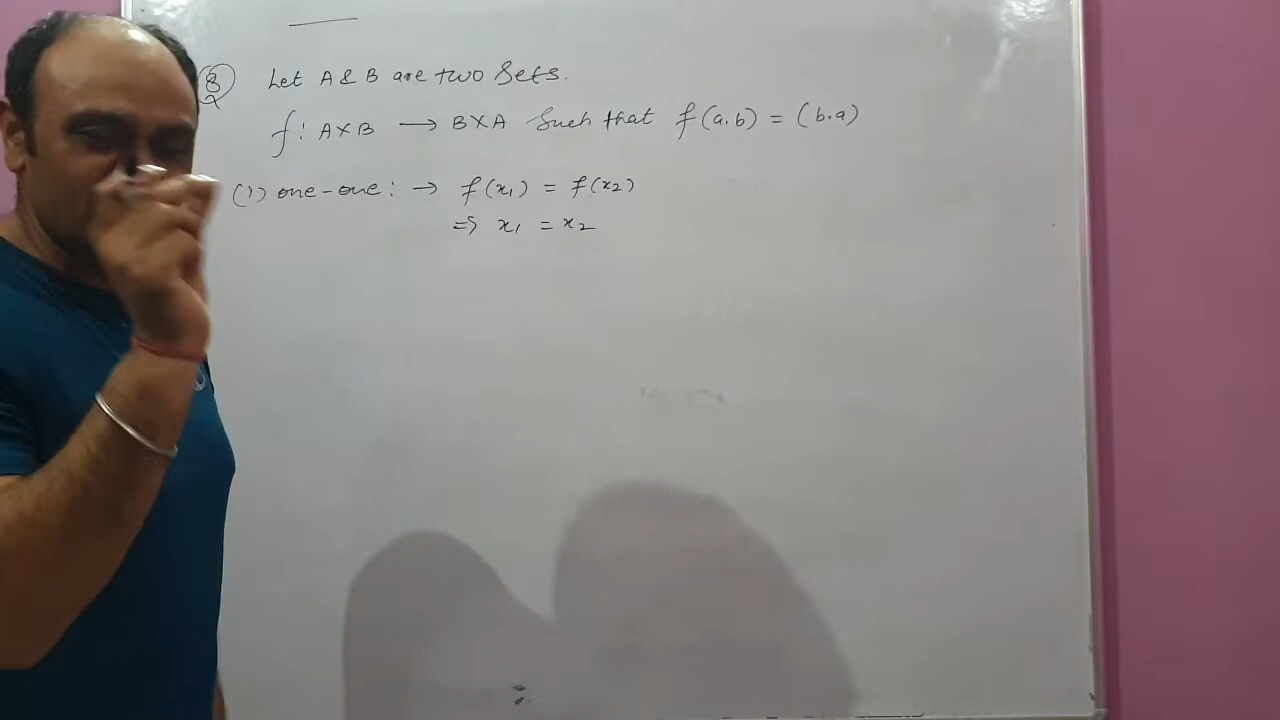 8
Let A & B are two Sets.
f: A×B → B×A Such that f(a.b) = (b.a)
(1) one-one: → f(x₁) = f(x₂)
⇒ x₁ = x₂